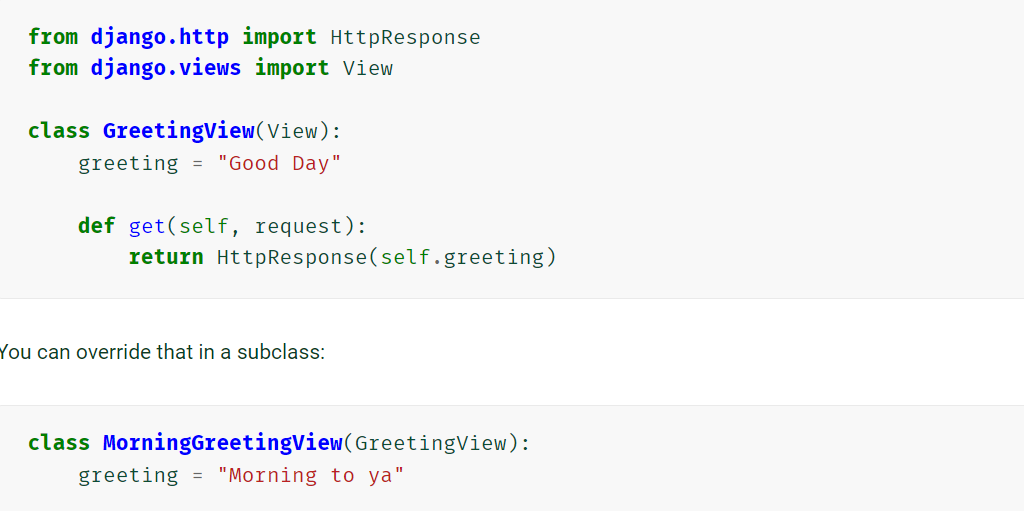 from django.http import HttpResponse
from django.views import View
class GreetingView(View):
greeting = "Good Day"
def get(self, request):
return HttpResponse(self.greeting)
You can override that in a subclass:
class MorningGreetingView(GreetingView):
greeting = "Morning to ya"